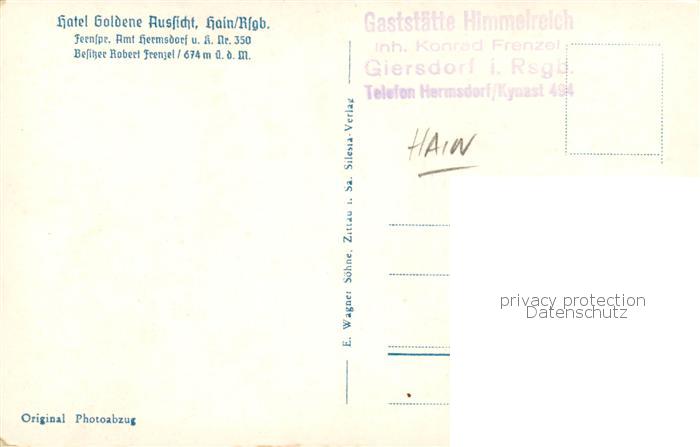 Hotel Goldene Aussicht, Hain/Rsgb.
Fernspr. Amt Hermsdorf u. K. Nr. 350
Besitzer Robert Frenzel / 674 m ü. d. M.
Gaststätte Himmelreich
Inh. Konrad Frenzel
Giersdorf i. Rsgb.
Telefon Hermsdorf/Kynast 494
HAIN
E. Wagner Söhne, Zittau i. Sa. Silesia-Verlag
privacy protection
Datenschutz
Original Photoabzug